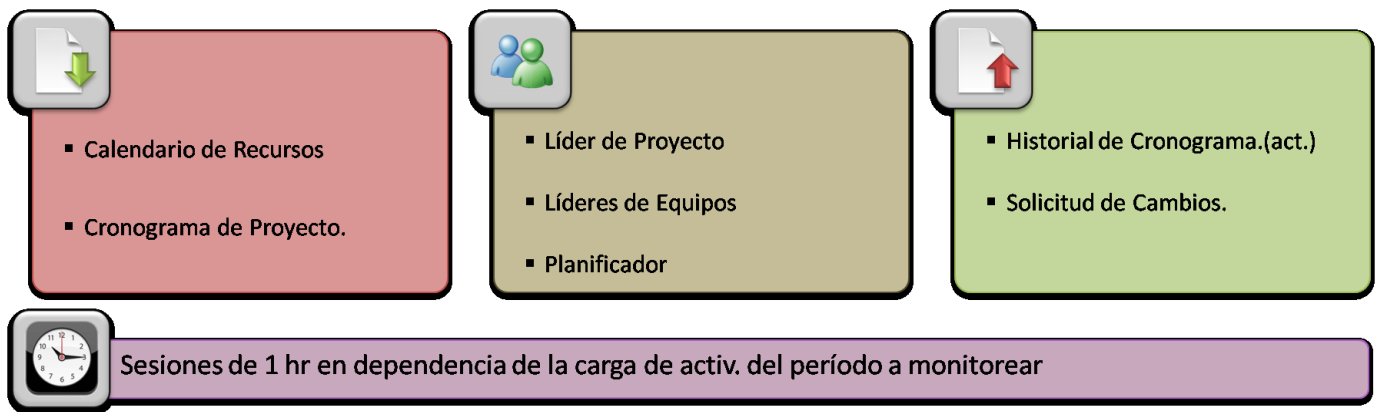 ▪ Calendario de Recursos
▪ Cronograma de Proyecto.
▪ Líder de Proyecto
▪ Líderes de Equipos
▪ Planificador
▪ Historial de Cronograma.(act.)
▪ Solicitud de Cambios.
Sesiones de 1 hr en dependencia de la carga de activ. del período a monitorear